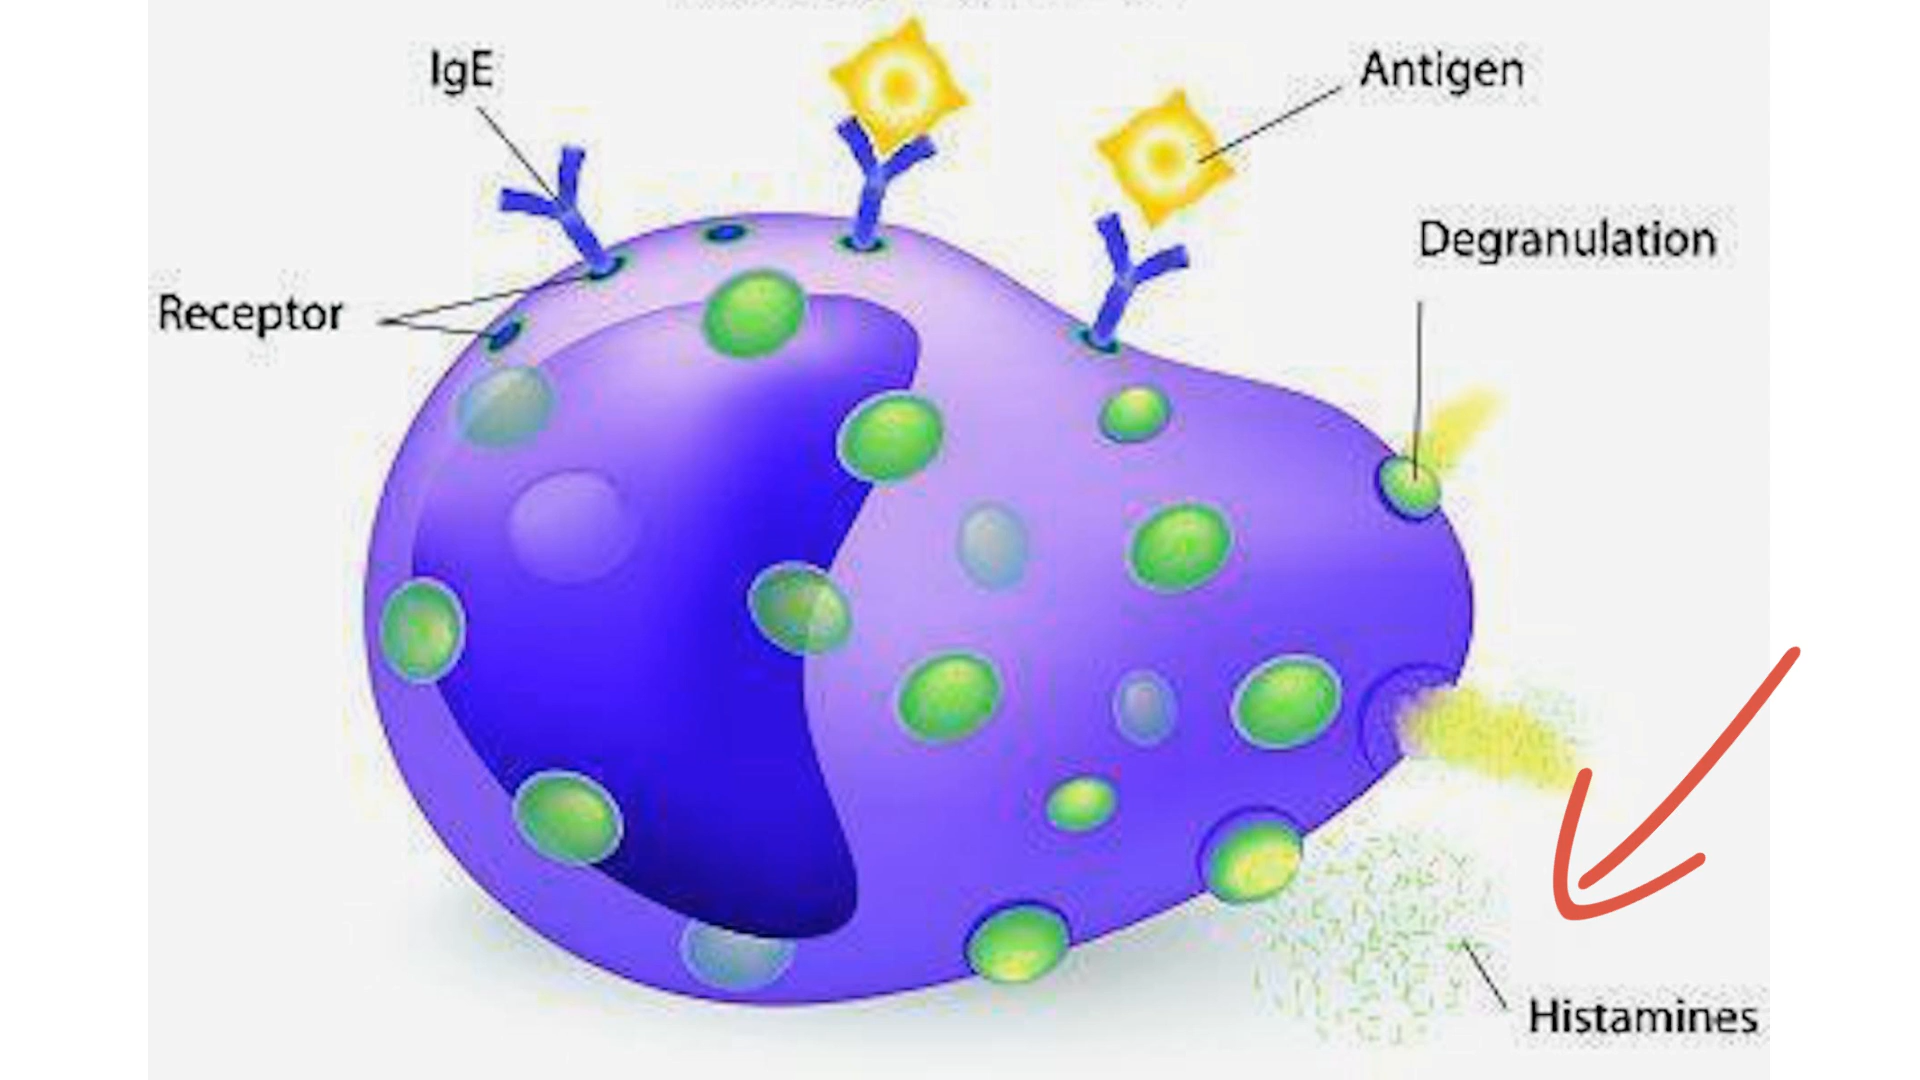 IgE
Antigen
Degranulation
Receptor
Histamines